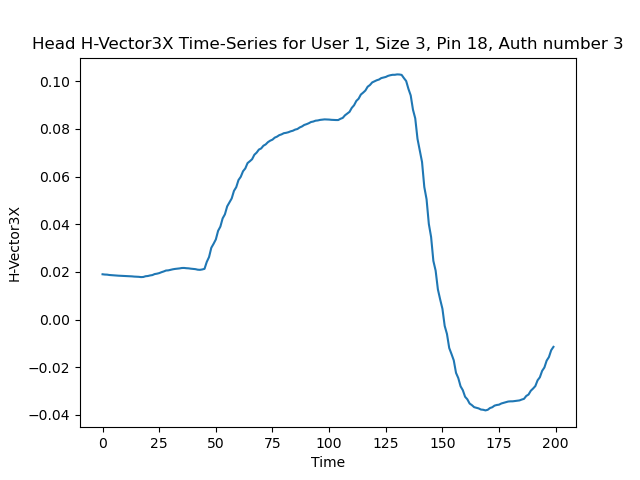 Head H-Vector3X Time-Series for User 1, Size 3, Pin 18, Auth number 3
H-Vector3X
0.10
0.08
0.06
0.04
0.02
0.00
−0.02
−0.04
0 25 50 75 100 125 150 175 200
Time